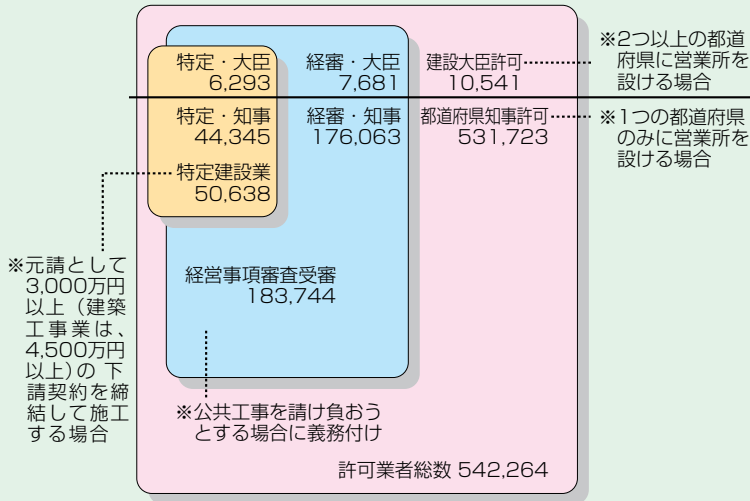 特定・大臣
6,293
経審・大臣
7,681
建設大臣許可
10,541
※2つ以上の都道
府県に営業所を
設ける場合
特定・知事
44,345
経審・知事
176,063
都道府県知事許可
531,723
※1つの都道府県
のみに営業所を
設ける場合
特定建設業
50,638
※元請として
3,000万円
以上（建築
工事業は、
4,500万円
以上)の 下
請契約を締
結して施工
する場合
経営事項審査受審
183,744
※公共工事を請け負おう
とする場合に義務付け
許可業者総数 542,264